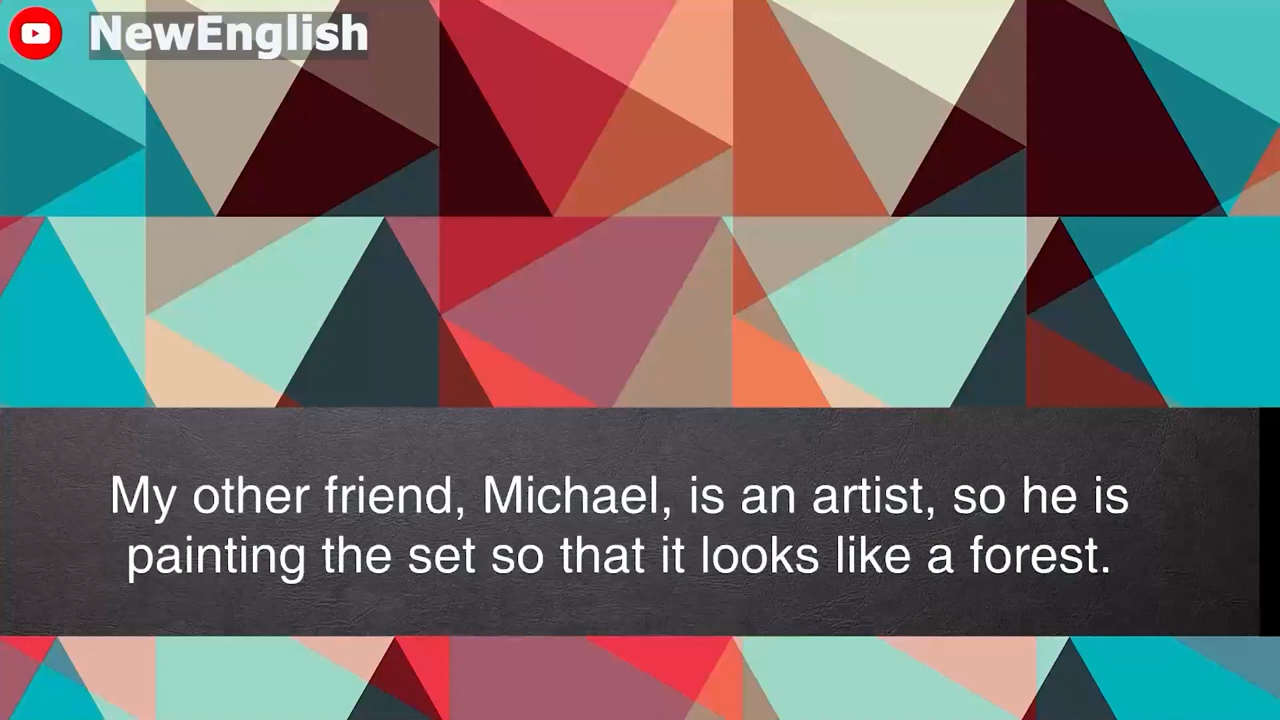 NewEnglish
My other friend, Michael, is an artist, so he is
painting the set so that it looks like a forest.